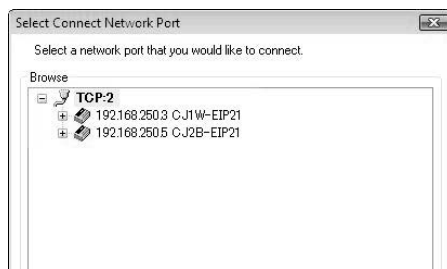 Select Connect Network Port
Select a network port that you would like to connect.
Browse
TCP:2
192.168.250.3 CJ1W-EIP21
192.168.250.5 CJ2B-EIP21